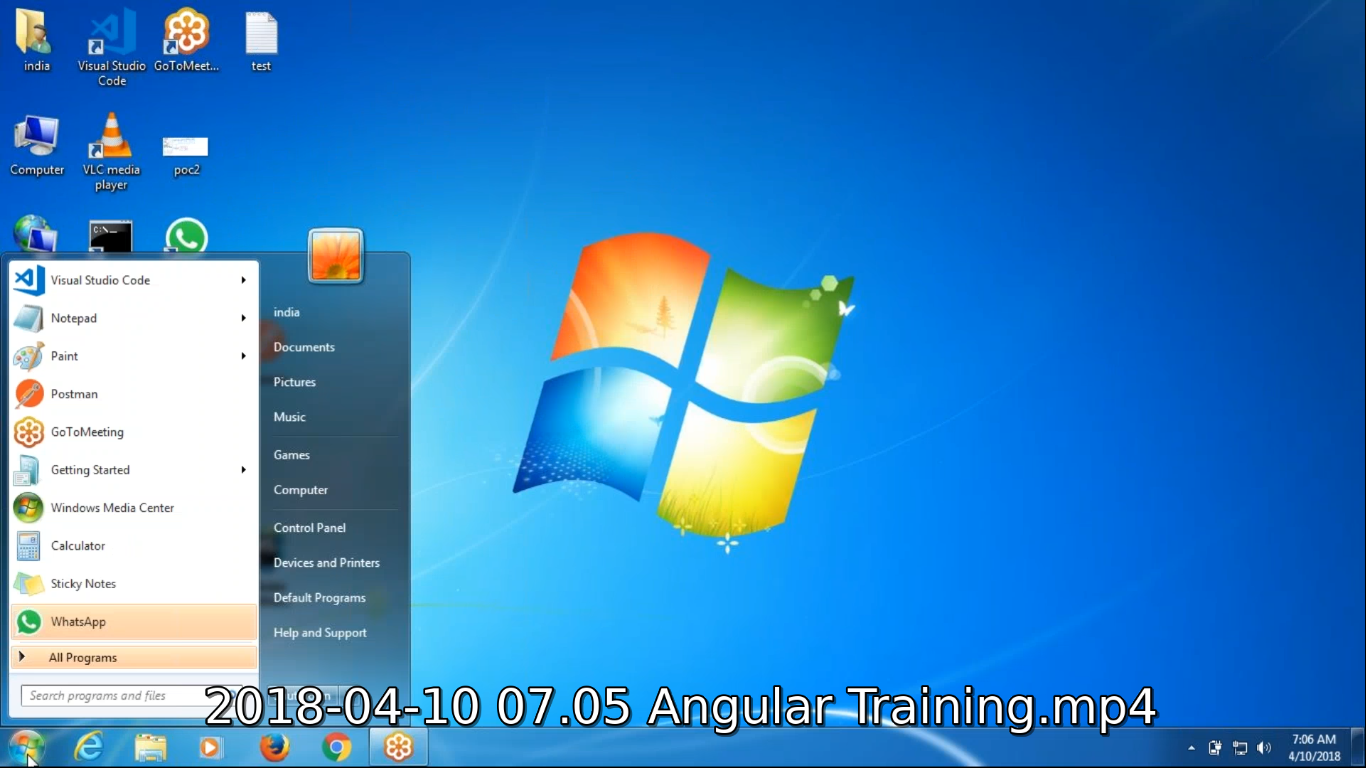 india
Visual Studio
Code
GoToMeet...
test
Computer
VLC media
player
poc2
C:\_
Visual Studio Code
Notepad
Paint
Postman
GoToMeeting
Getting Started
Windows Media Center
Calculator
Sticky Notes
WhatsApp
All Programs
Search programs and files
india
Documents
Pictures
Music
Games
Computer
Control Panel
Devices and Printers
Default Programs
Help and Support
2018-04-10 07.05 Angular Training.mp4
7:06 AM
4/10/2018